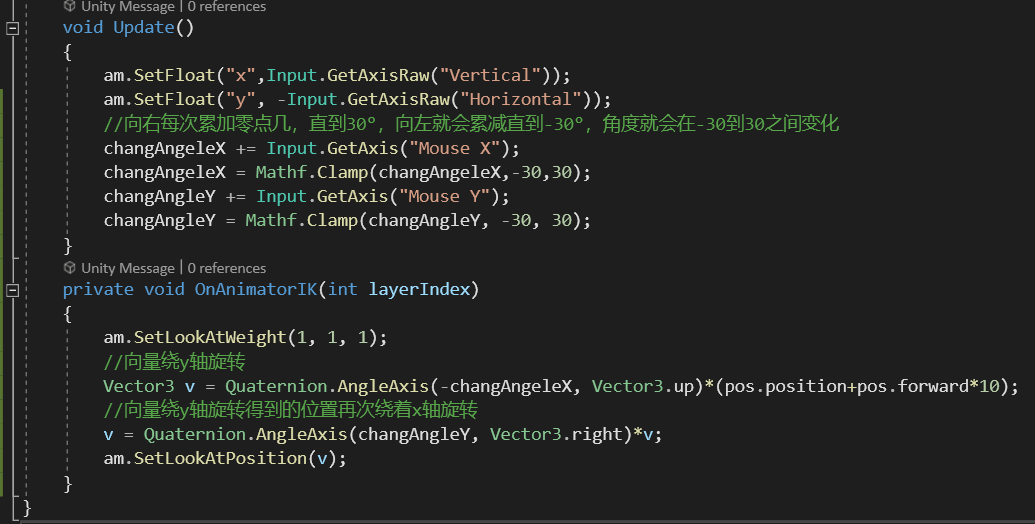 Unity Message | 0 references
void Update()
{
am.SetFloat("x",Input.GetAxisRaw("Vertical"));
am.SetFloat("y", -Input.GetAxisRaw("Horizontal"));
//向右每次累加零点几，直到30°，向左就会累减直到-30°，角度就会在-30到30之间变化
changAngeleX += Input.GetAxis("Mouse X");
changAngeleX = Mathf.Clamp(changAngeleX,-30,30);
changAngleY += Input.GetAxis("Mouse Y");
changAngleY = Mathf.Clamp(changAngleY, -30, 30);
}
Unity Message | 0 references
private void OnAnimatorIK(int layerIndex)
{
am.SetLookAtWeight(1, 1, 1);
//向量绕y轴旋转
Vector3 v = Quaternion.AngleAxis(-changAngeleX, Vector3.up)*(pos.position+pos.forward*10);
//向量绕y轴旋转得到的位置再次绕着x轴旋转
v = Quaternion.AngleAxis(changAngleY, Vector3.right)*v;
am.SetLookAtPosition(v);
}
}